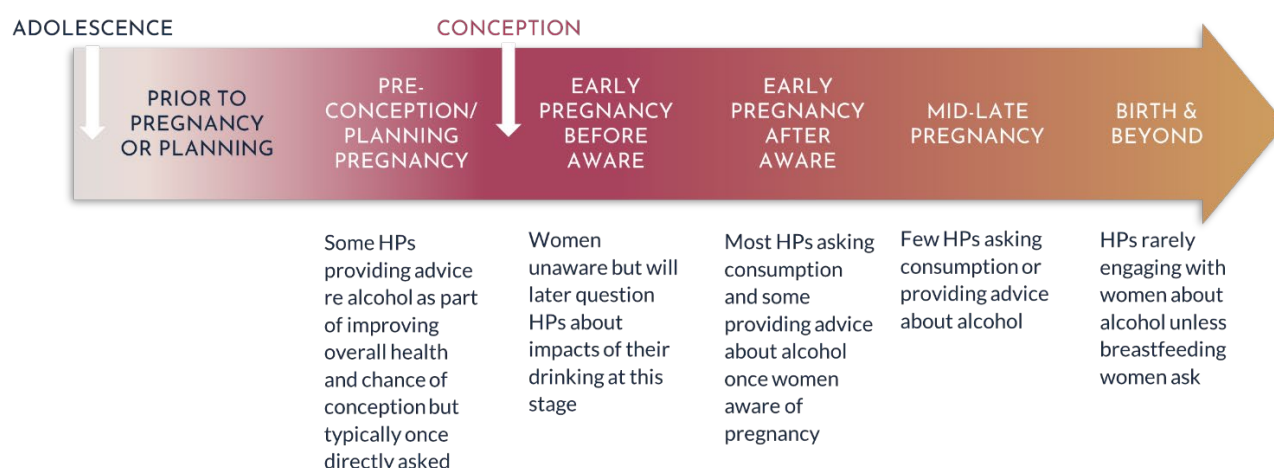 ADOLESCENCE
CONCEPTION
PRIOR TO
PREGNANCY
OR PLANNING
PRE-
CONCEPTION/
PLANNING
PREGNANCY
EARLY
PREGNANCY
BEFORE
AWARE
EARLY
PREGNANCY
AFTER
AWARE
MID-LATE
PREGNANCY
BIRTH &
BEYOND
Some HPs
providing advice
re alcohol as part
of improving
overall health
and chance of
conception but
typically once
directly asked
Women
unaware but will
later question
HPs about
impacts of their
drinking at this
stage
Most HPs asking
consumption
and some
providing advice
about alcohol
once women
aware of
pregnancy
Few HPs asking
consumption or
providing advice
about alcohol
HPs rarely
engaging with
women about
alcohol unless
breastfeeding
women ask